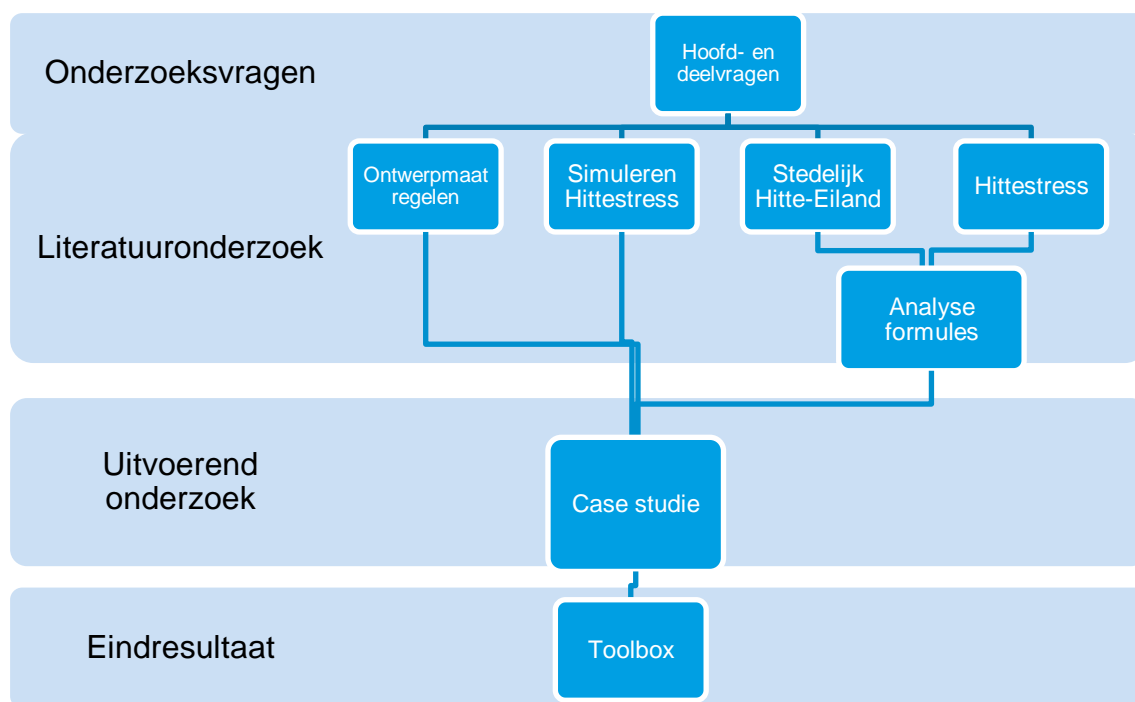 Onderzoeksvragen
Hoofd- en
deelvragen
Literatuuronderzoek
Ontwerpmaat
regelen
Simuleren
Hittestress
Stedelijk
Hitte-Eiland
Hittestress
Analyse
formules
Uitvoerend
onderzoek
Case studie
Eindresultaat
Toolbox